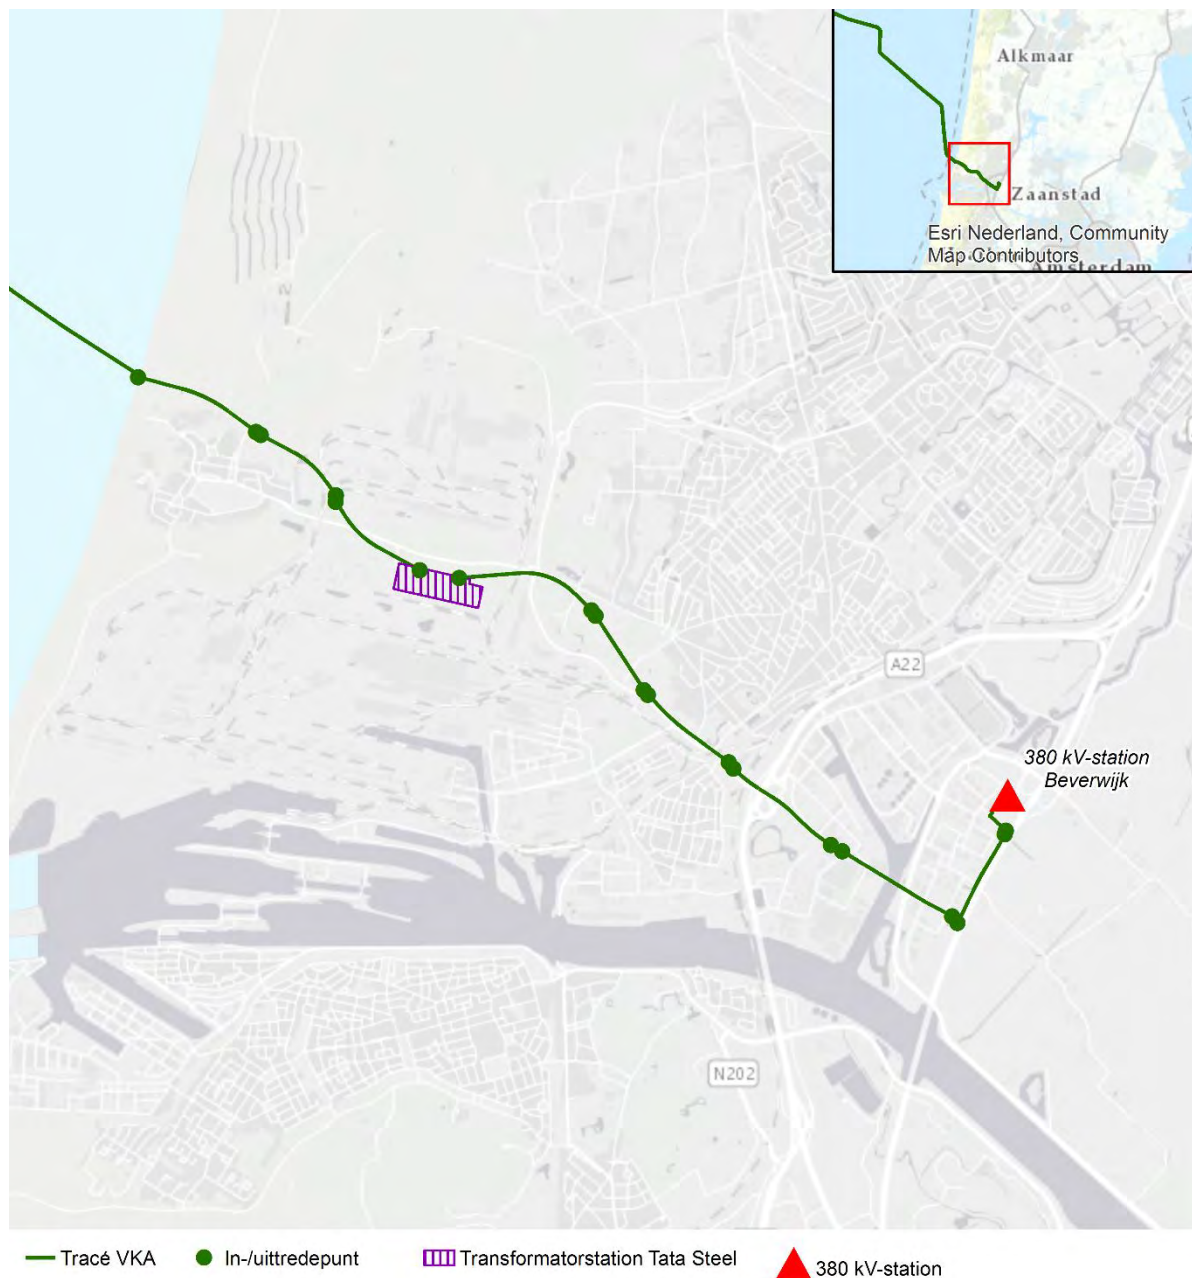 Alkmaar
Zaanstad
Esri Nederland, Community
Map Contributors
Amsterdam
A22
380 kV-station
Beverwijk
N202
Tracé VKA
In-/uittredepunt
Transformatorstation Tata Steel
380 kV-station